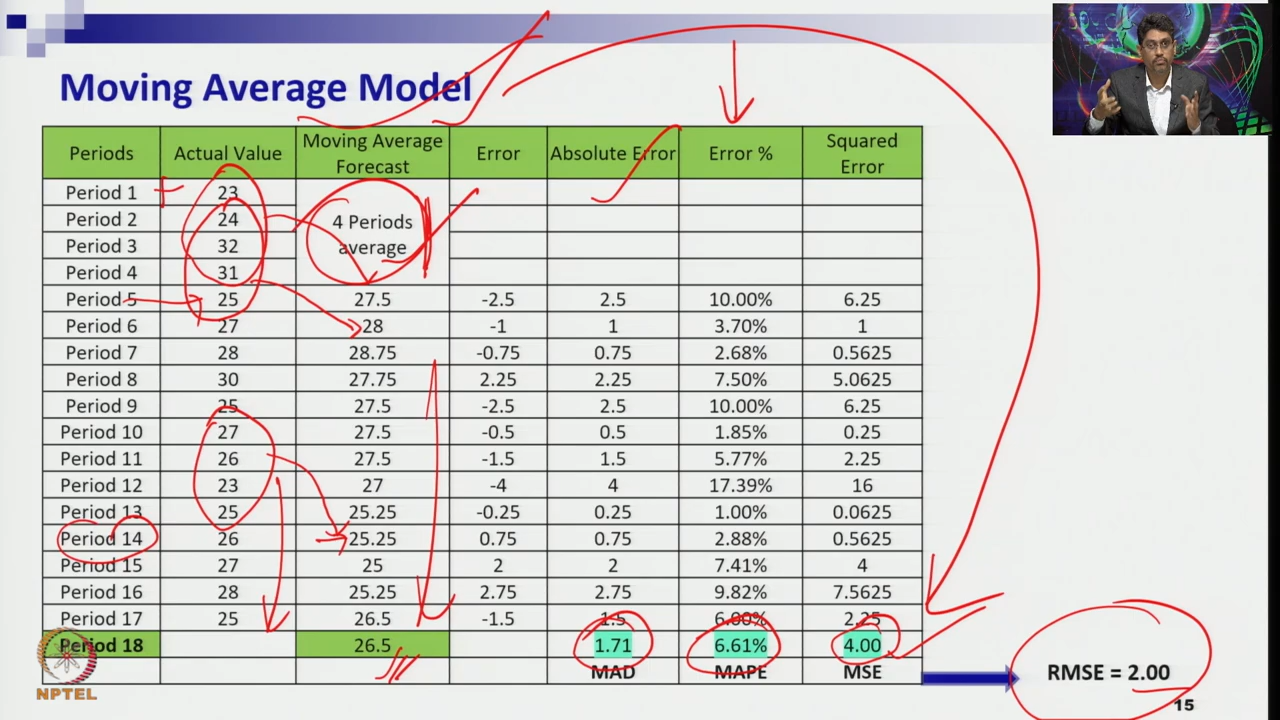 Moving Average Model
Periods Actual Value Moving Average Forecast Error Absolute Error Error % Squared Error
Period 1 23
Period 2 24 4 Periods average
Period 3 32
Period 4 31
Period 5 25 27.5 -2.5 2.5 10.00% 6.25
Period 6 27 28 -1 1 3.70% 1
Period 7 28 28.75 -0.75 0.75 2.68% 0.5625
Period 8 30 27.75 2.25 2.25 7.50% 5.0625
Period 9 25 27.5 -2.5 2.5 10.00% 6.25
Period 10 27 27.5 -0.5 0.5 1.85% 0.25
Period 11 26 27.5 -1.5 1.5 5.77% 2.25
Period 12 23 27 -4 4 17.39% 16
Period 13 25 25.25 -0.25 0.25 1.00% 0.0625
Period 14 26 25.25 0.75 0.75 2.88% 0.5625
Period 15 27 25 2 2 7.41% 4
Period 16 28 25.25 2.75 2.75 9.82% 7.5625
Period 17 25 26.5 -1.5 1.5 6.00% 2.25
Period 18 26.5 1.71 6.61% 4.00
MAD MAPE MSE RMSE = 2.00
NPTEL
15